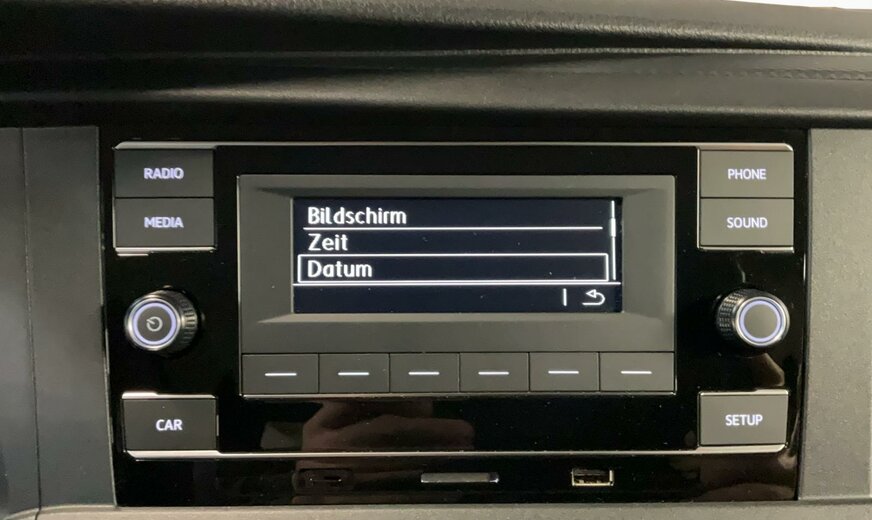 RADIO
MEDIA
Bildschirm
Zeit
Datum
PHONE
SOUND
CAR
SETUP